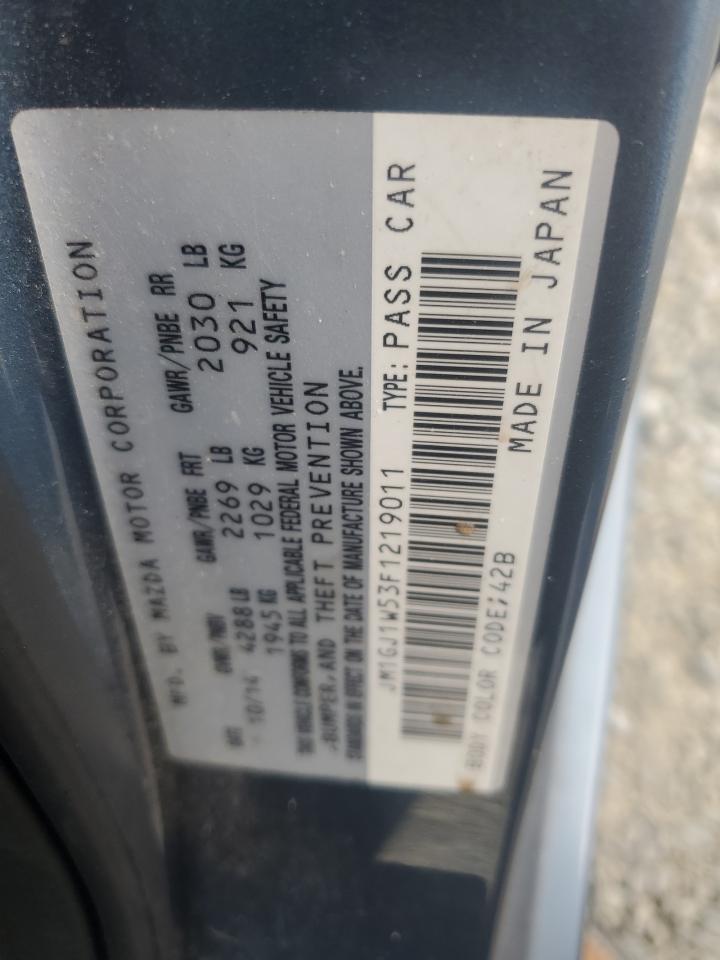 MFD. BY MAZDA MOTOR CORPORATION
DATE GVWR/PNBV GAWR/PNBE FRT GAWR/PNBE RR
10/14 4288 LB 2269 LB 2030 LB
1945 KG 1029 KG 921 KG
THIS VEHICLE CONFORMS TO ALL APPLICABLE FEDERAL MOTOR VEHICLE SAFETY
,BUMPER,AND THEFT PREVENTION
STANDARDS IN EFFECT ON THE DATE OF MANUFACTURE SHOWN ABOVE.
JM1GJ1W53F1219011 TYPE: PASS CAR
BODY COLOR CODE;42B MADE IN JAPAN